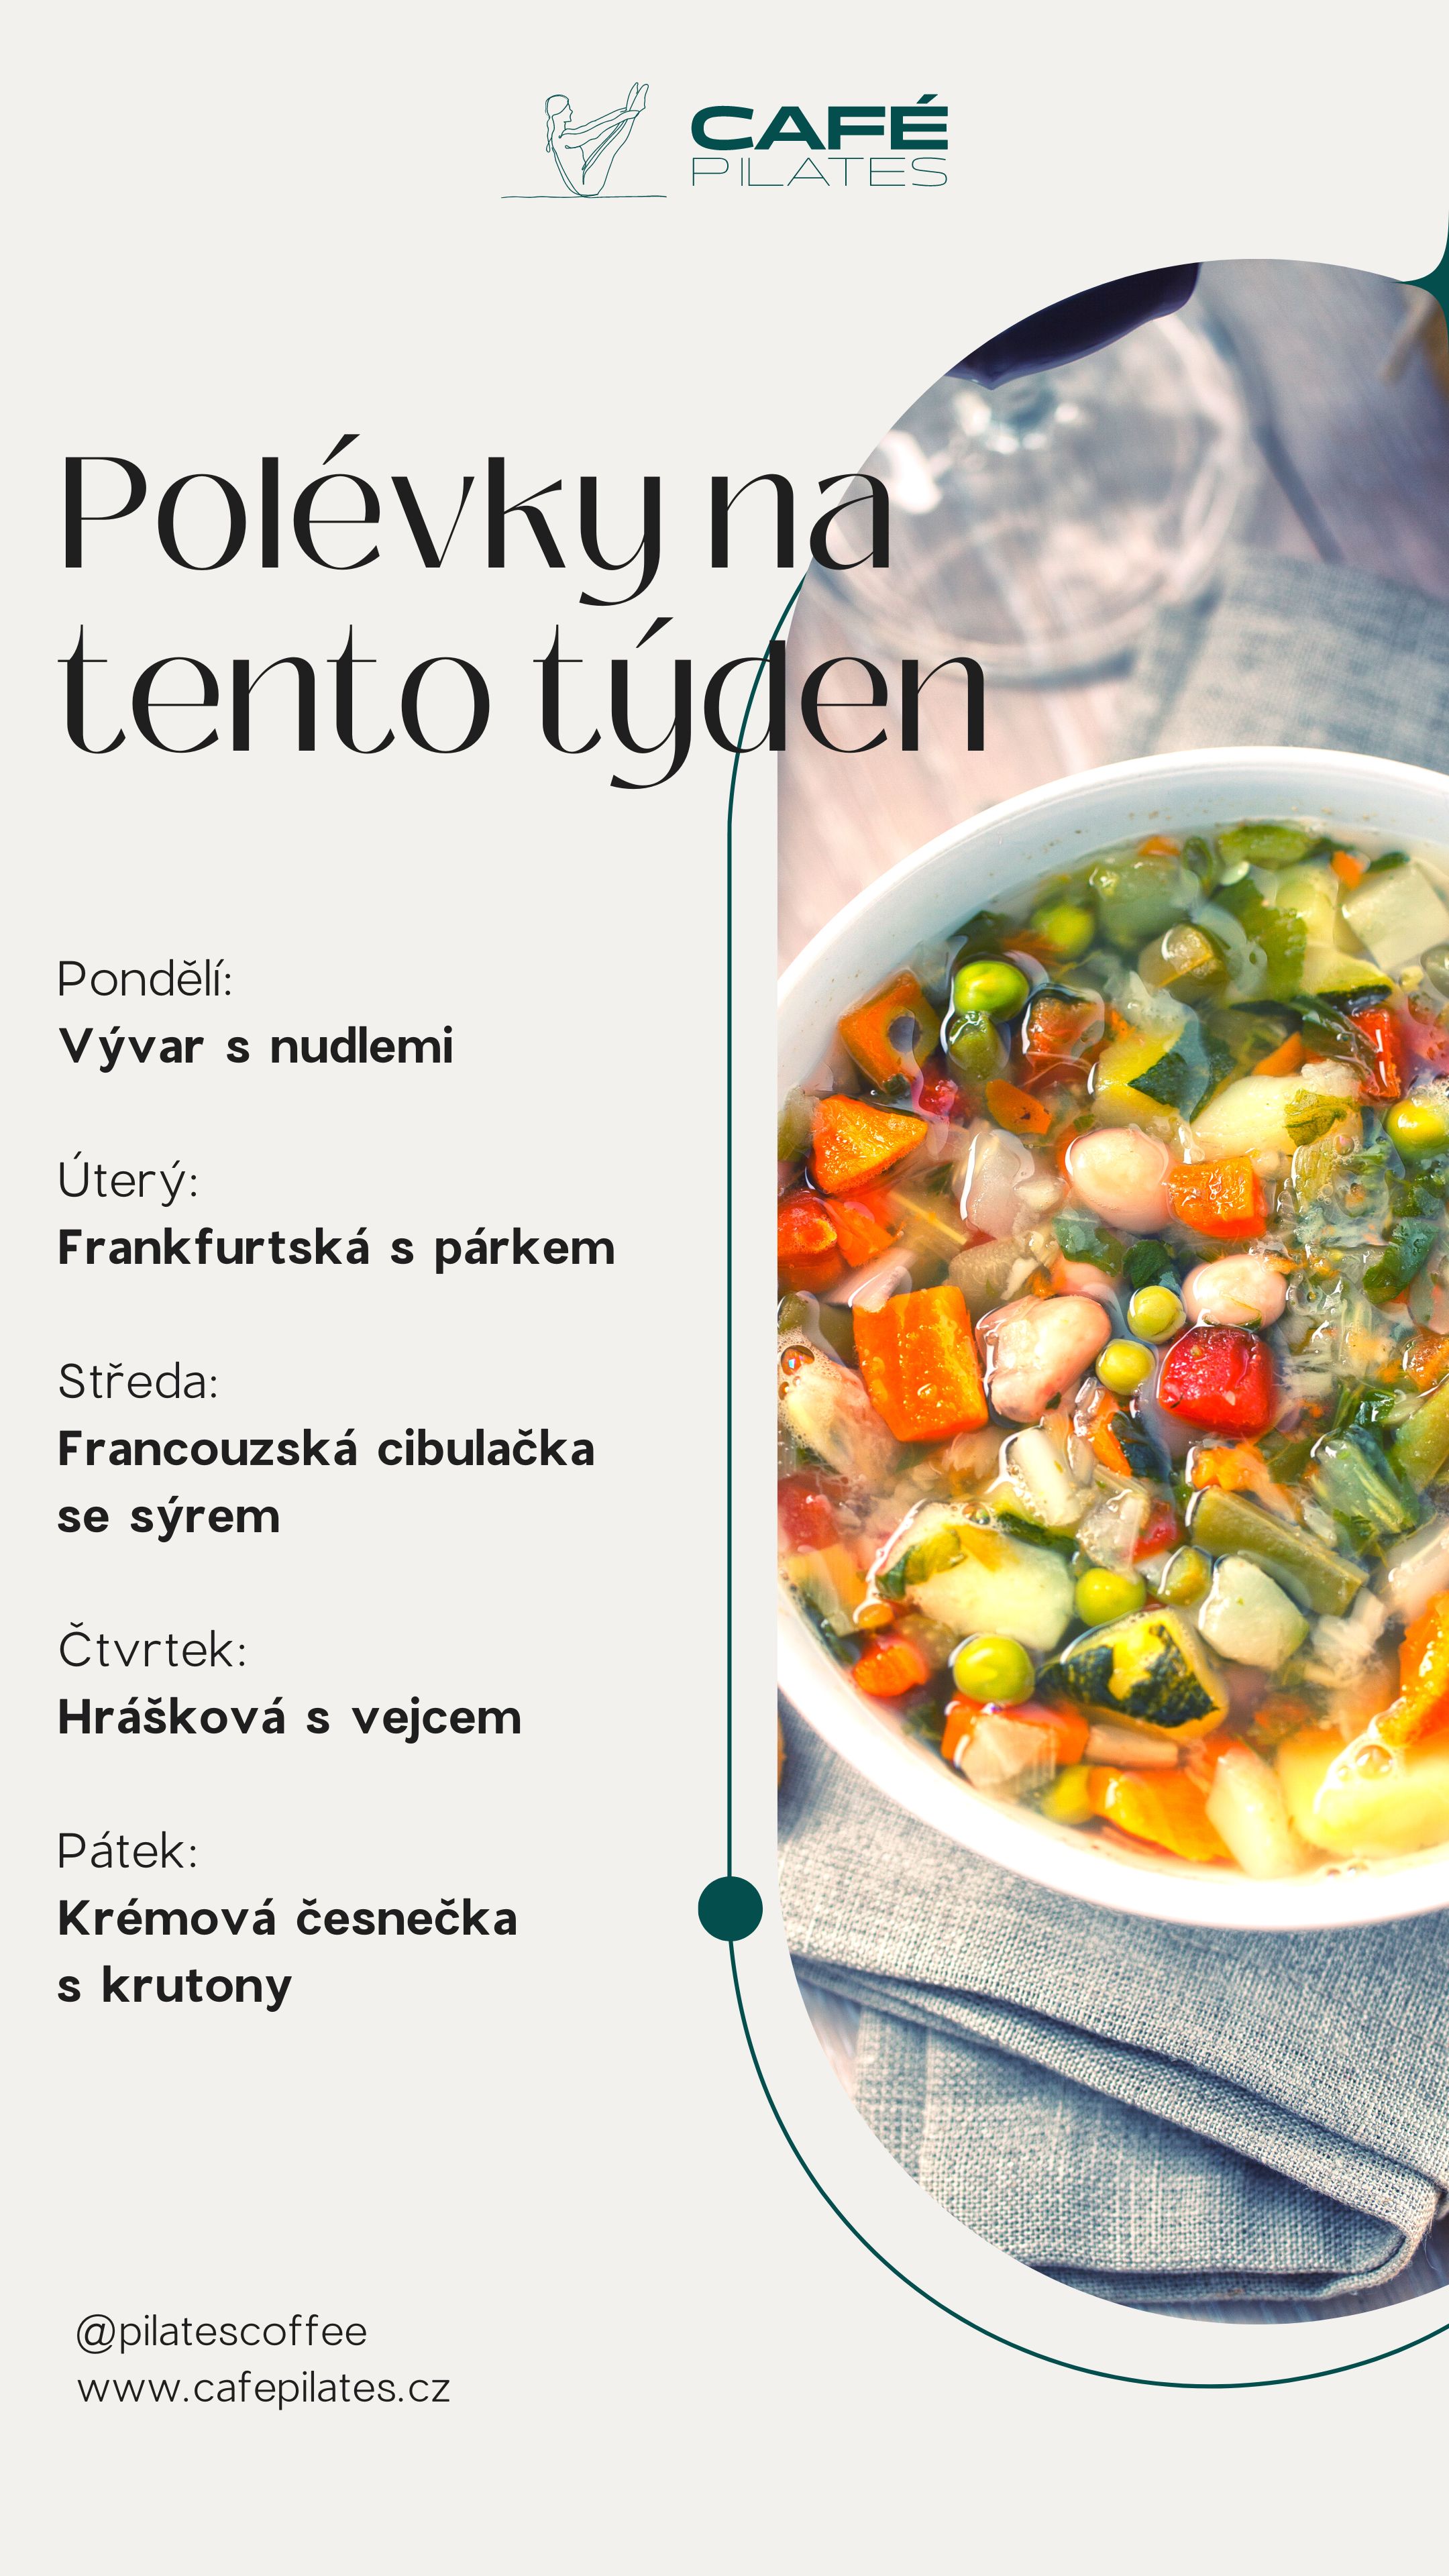 CAFÉ
PILATES
Polévky na
tento týden
Pondělí:
Vývar s nudlemi
Úterý:
Frankfurtská s párkem
Středa:
Francouzská cibulačka
se sýrem
Čtvrtek:
Hrášková s vejcem
Pátek:
Krémová česnečka
s krutony
@pilatescoffee
www.cafepilates.cz